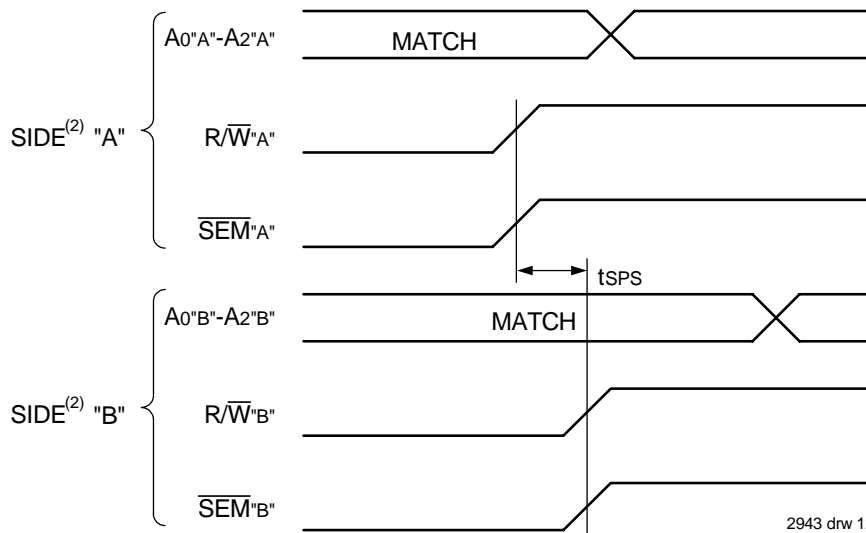 A0"A"-A2"A"
MATCH
SIDE(2) "A"
R/W"A"
SEM"A"
tSPS
A0"B"-A2"B"
MATCH
SIDE(2) "B"
R/W"B"
SEM"B"
2943 drw 1